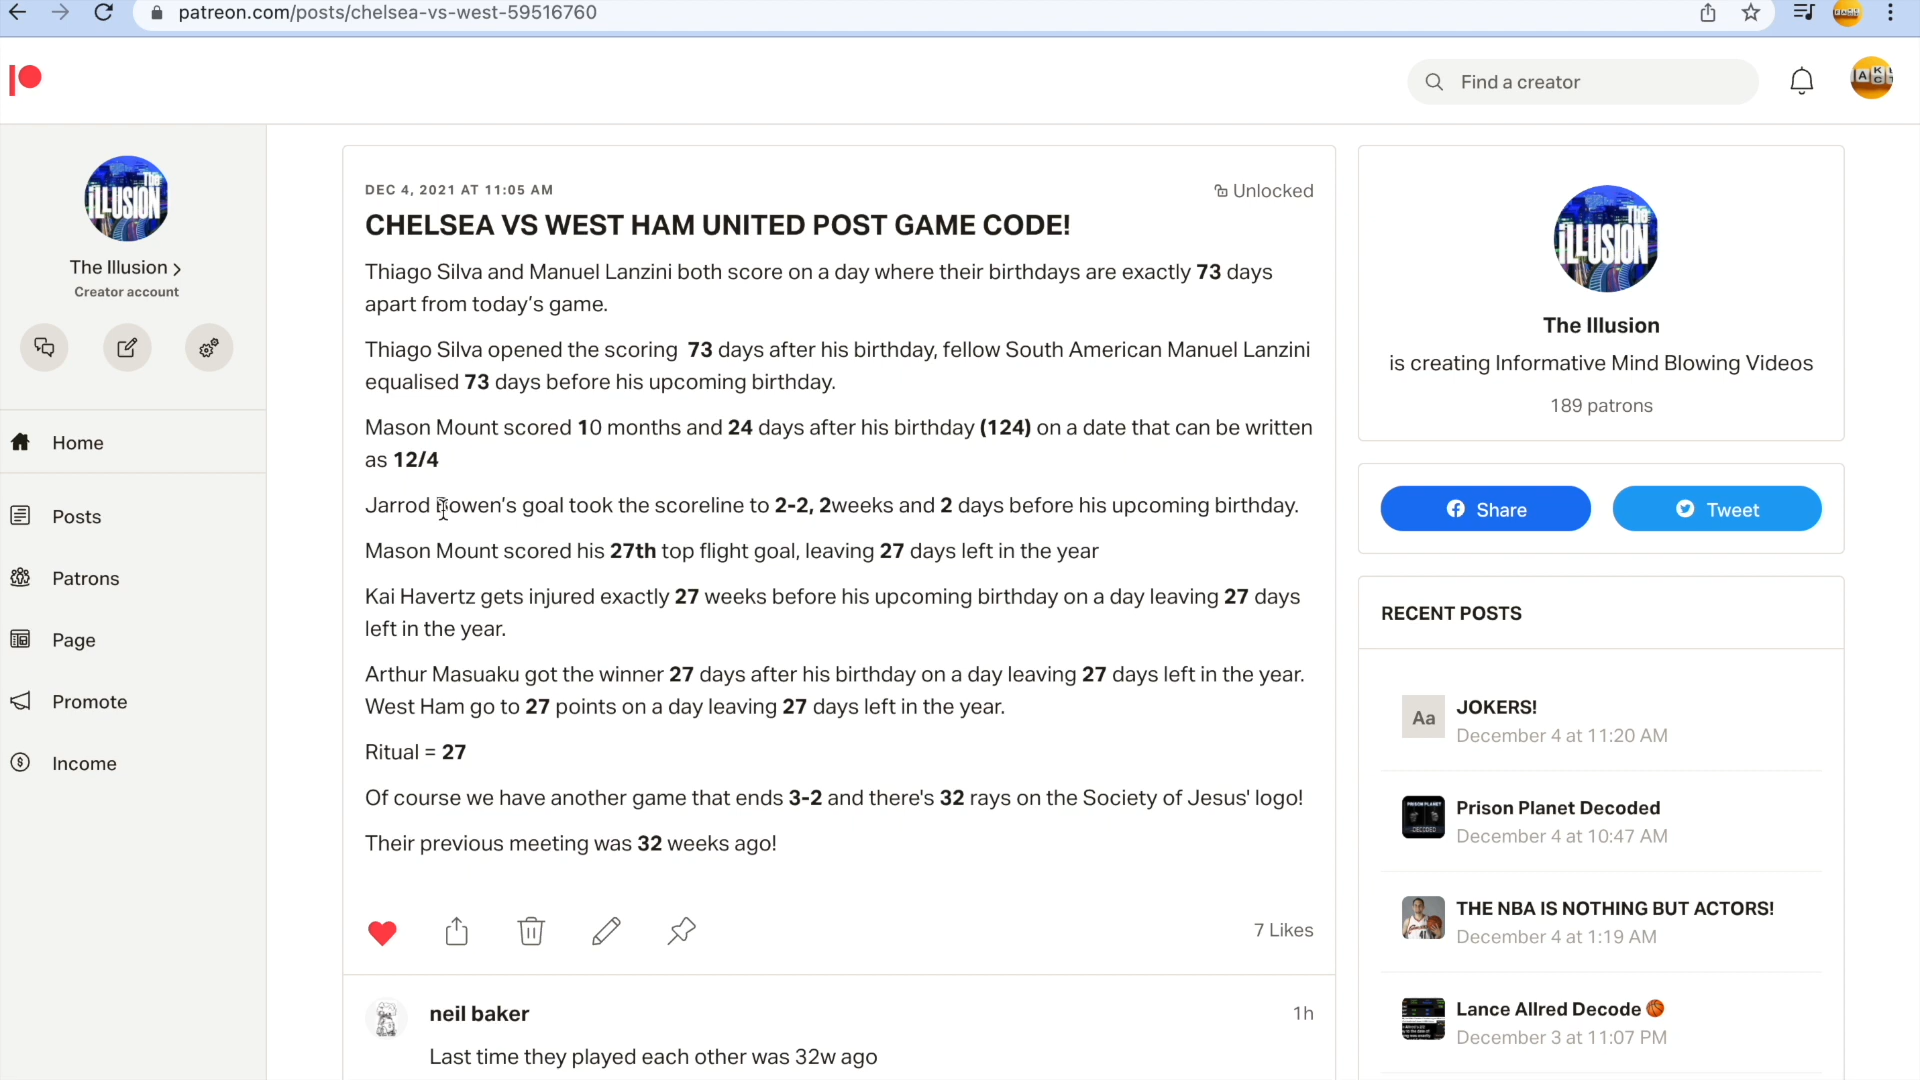 patreon.com/posts/chelsea-vs-west-59516760
Find a creator
The ILLUSION
The Illusion
Creator account
Home
Posts
Patrons
Page
Promote
Income
DEC 4, 2021 AT 11:05 AM
Unlocked
CHELSEA VS WEST HAM UNITED POST GAME CODE!
Thiago Silva and Manuel Lanzini both score on a day where their birthdays are exactly 73 days
apart from today's game.
Thiago Silva opened the scoring 73 days after his birthday, fellow South American Manuel Lanzini
equalised 73 days before his upcoming birthday.
Mason Mount scored 10 months and 24 days after his birthday (124) on a date that can be written
as 12/4
Jarrod Bowen's goal took the scoreline to 2-2, 2weeks and 2 days before his upcoming birthday.
Mason Mount scored his 27th top flight goal, leaving 27 days left in the year
Kai Havertz gets injured exactly 27 weeks before his upcoming birthday on a day leaving 27 days
left in the year.
Arthur Masuaku got the winner 27 days after his birthday on a day leaving 27 days left in the year.
West Ham go to 27 points on a day leaving 27 days left in the year.
Ritual = 27
Of course we have another game that ends 3-2 and there's 32 rays on the Society of Jesus' logo!
Their previous meeting was 32 weeks ago!
7 Likes
neil baker
1h
Last time they played each other was 32w ago
The ILLUSION
The Illusion
is creating Informative Mind Blowing Videos
189 patrons
Share
Tweet
RECENT POSTS
Aa
JOKERS!
December 4 at 11:20 AM
PRISON PLANET
DECODED
Prison Planet Decoded
December 4 at 10:47 AM
THE NBA IS NOTHING BUT ACTORS!
December 4 at 1:19 AM
Lance Allred Decode
December 3 at 11:07 PM